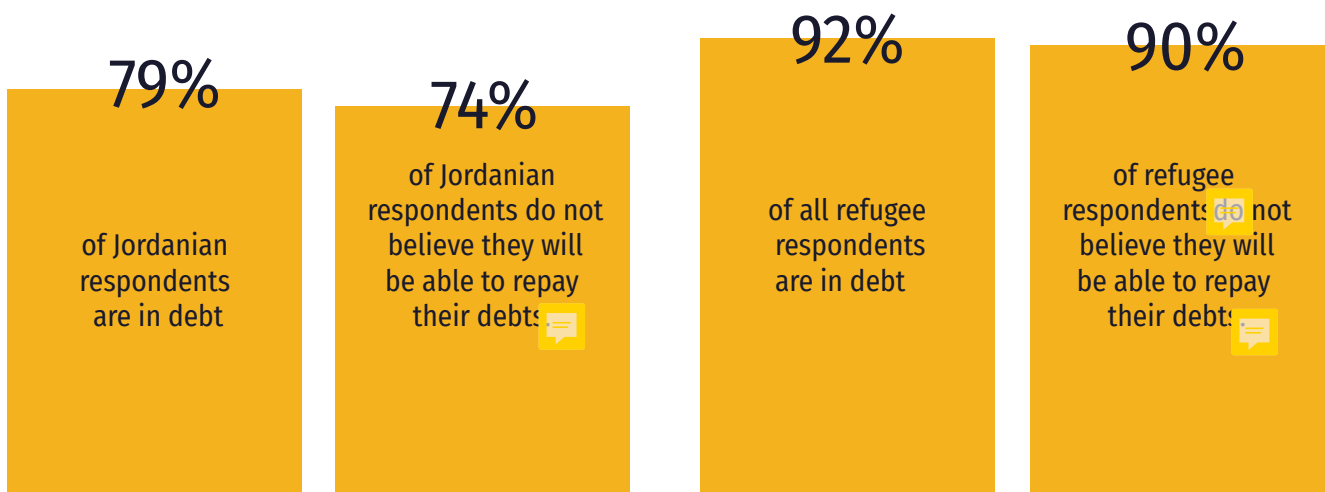 79%
of Jordanian
respondents
are in debt
74%
of Jordanian
respondents do not
believe they will
be able to repay
their debts
92%
of all refugee
respondents
are in debt
90%
of refugee
respondents do not
believe they will
be able to repay
their debts